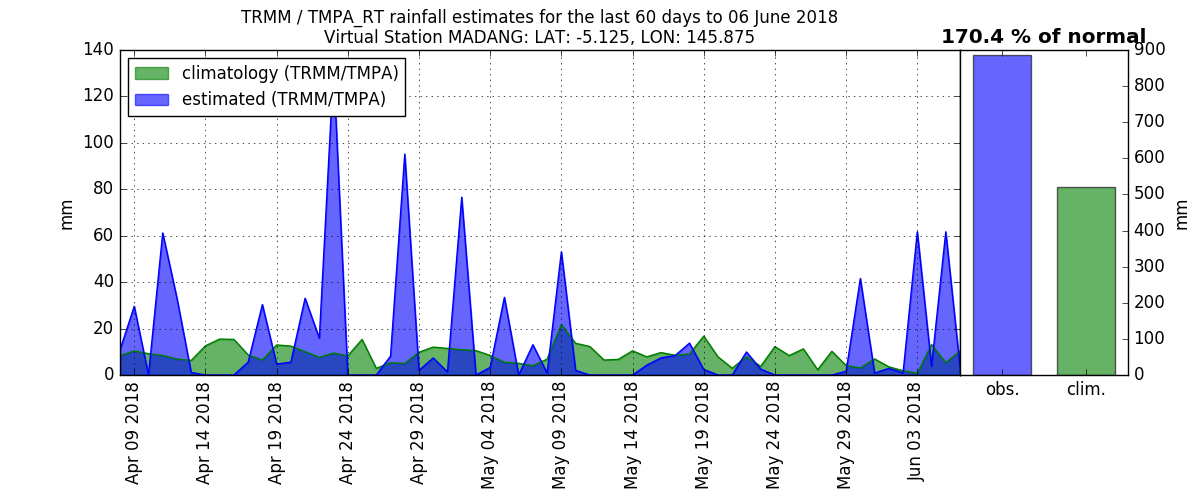 TRMM / TMPA_RT rainfall estimates for the last 60 days to 06 June 2018
Virtual Station MADANG: LAT: -5.125, LON: 145.875
170.4 % of normal
climatology (TRMM/TMPA)
estimated (TRMM/TMPA)
140
120
100
80
60
40
20
0
mm
Apr 09 2018
Apr 14 2018
Apr 19 2018
Apr 24 2018
Apr 29 2018
May 04 2018
May 09 2018
May 14 2018
May 19 2018
May 24 2018
May 29 2018
Jun 03 2018
900
800
700
600
500
400
300
200
100
0
mm
obs.
clim.